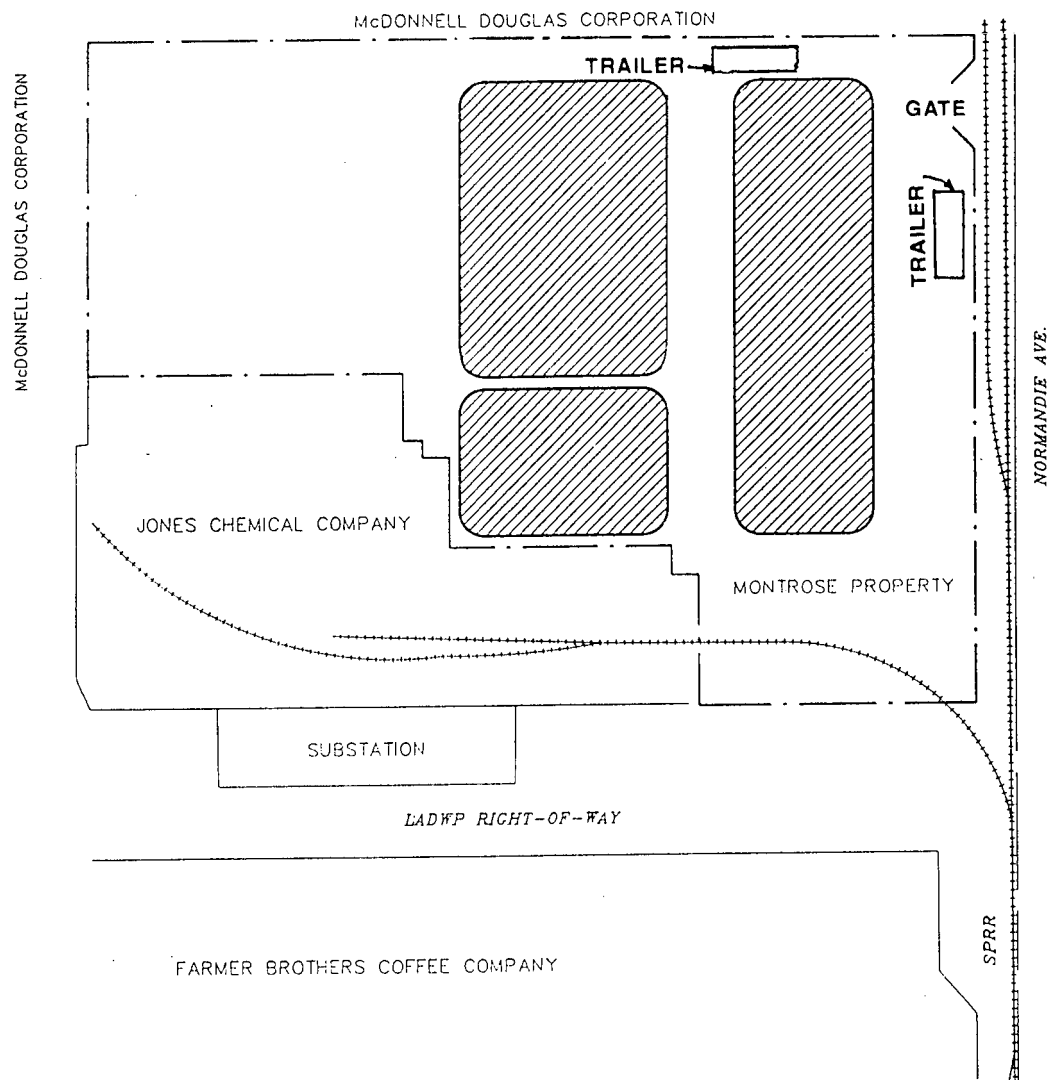 McDONNELL DOUGLAS CORPORATION
McDONNELL DOUGLAS CORPORATION
TRAILER
GATE
TRAILER
NORMANDIE AVE.
JONES CHEMICAL COMPANY
MONTROSE PROPERTY
SUBSTATION
LADWP RIGHT-OF-WAY
SPRR
FARMER BROTHERS COFFEE COMPANY